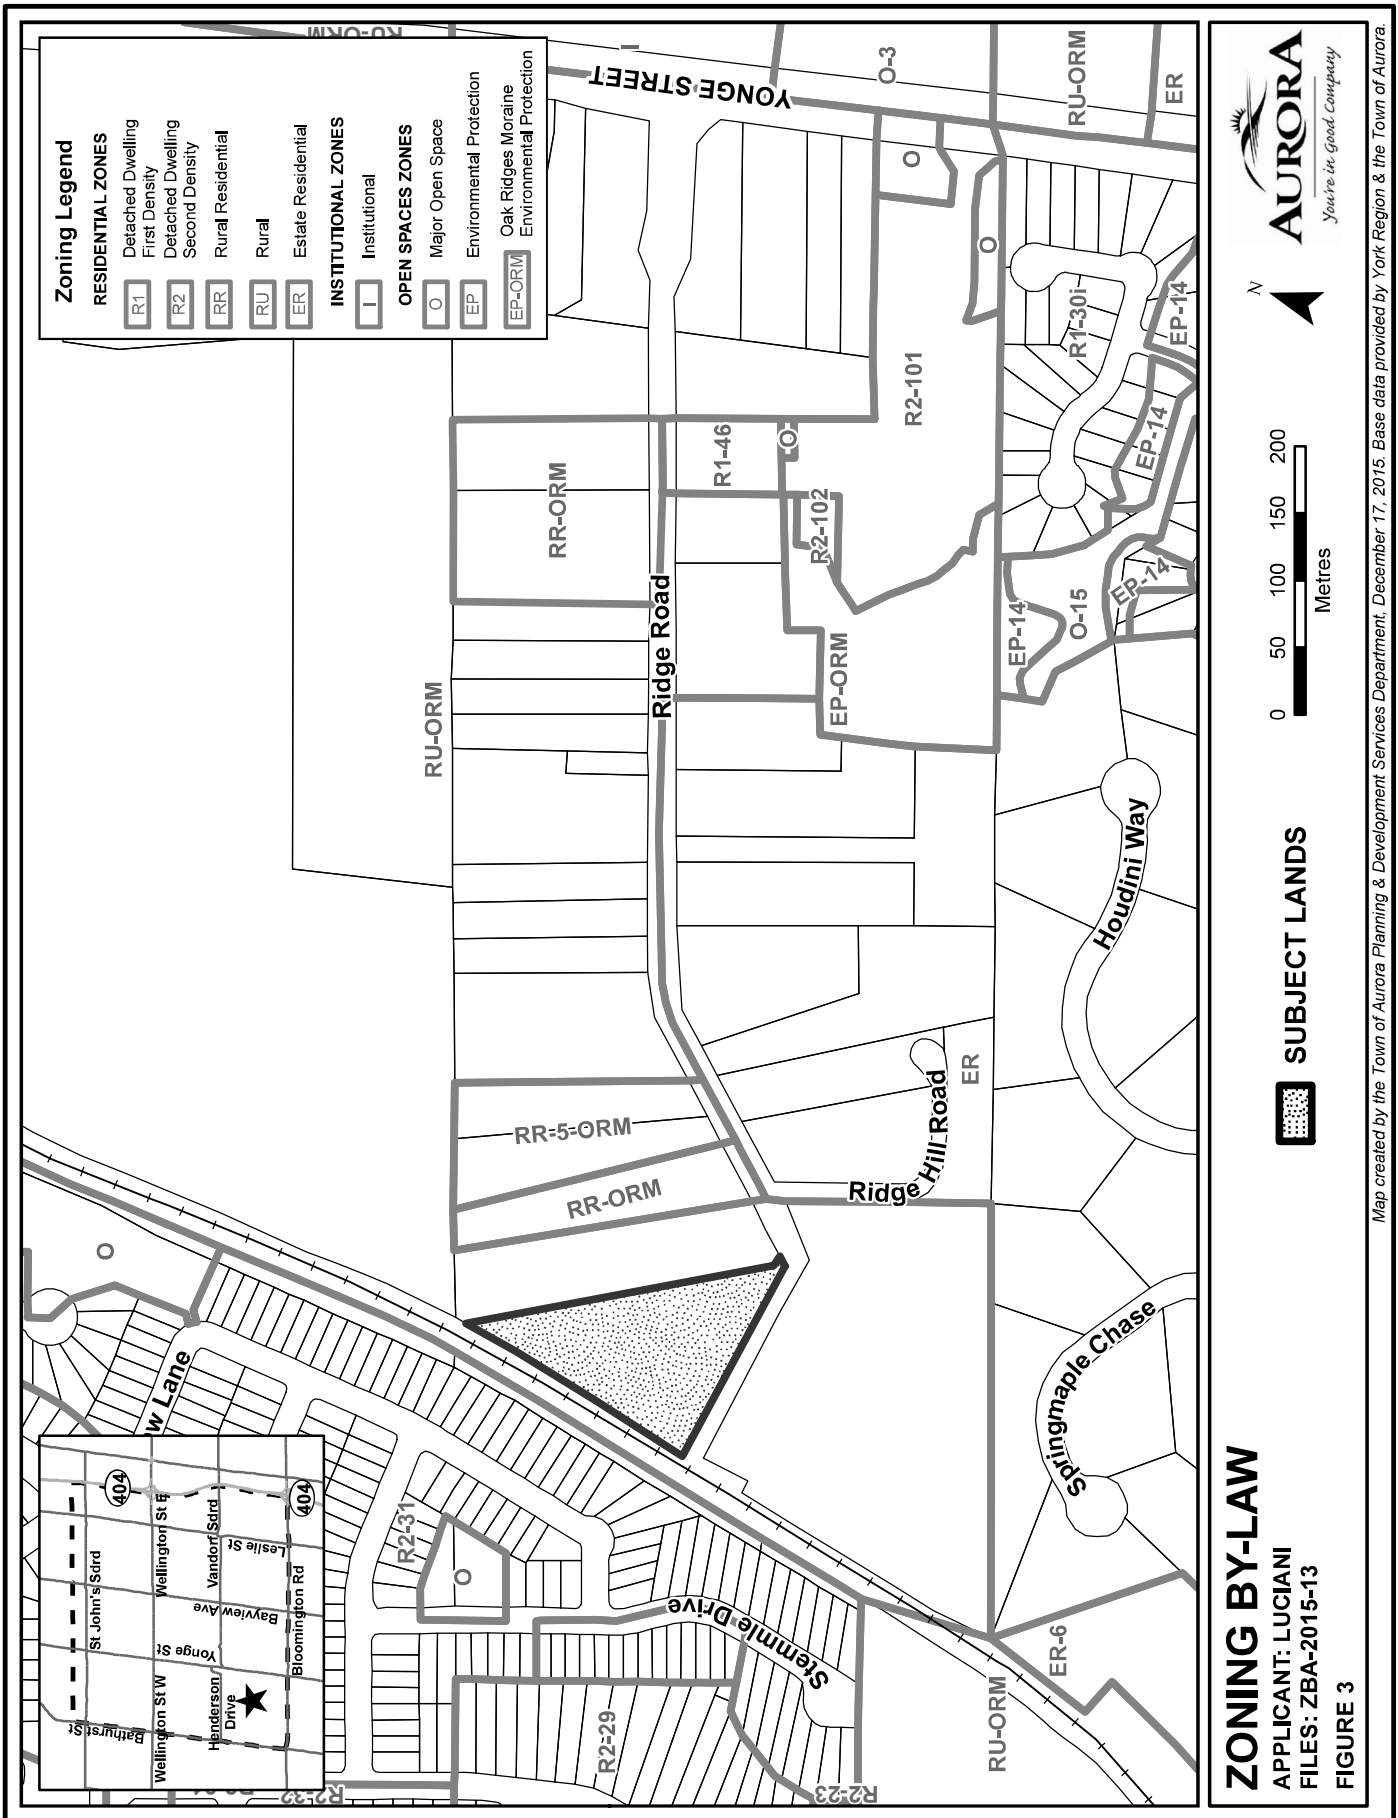 Zoning Legend
RESIDENTIAL ZONES
R1
Detached Dwelling
First Density
R2
Detached Dwelling
Second Density
RR
Rural Residential
RU
Rural
ER
Estate Residential
INSTITUTIONAL ZONES
I
Institutional
OPEN SPACES ZONES
O
Major Open Space
EP
Environmental Protection
EP-ORM
Oak Ridges Moraine
Environmental Protection
St John's Sdrd
Wellington St E
Wellington St W
Vandorf Sdrd
Henderson
Drive
Bloomington Rd
Bathurst St
Yonge St
Bayview Ave
Leslie St
404
404
RU-ORM
I
O-3
RU-ORM
ER
YONGE STREET
O
O
O
R2-101
R1-46
R1-30i
EP-14
EP-14
EP-14
EP-14
O-15
R2-102
EP-ORM
RR-ORM
Ridge Road
RU-ORM
RR-5-ORM
RR-ORM
ER
Ridge
Hill Road
Houdini Way
Springmaple Chase
O
w Lane
R2-31
O
Stemmle Drive
R2-29
R2-32
R2-23
RU-ORM
ER-6
ZONING BY-LAW
APPLICANT: LUCIANI
FILES: ZBA-2015-13
FIGURE 3
SUBJECT LANDS
0 50 100 150 200
Metres
N
AURORA
You're in Good Company
Map created by the Town of Aurora Planning & Development Services Department, December 17, 2015. Base data provided by York Region & the Town of Aurora.